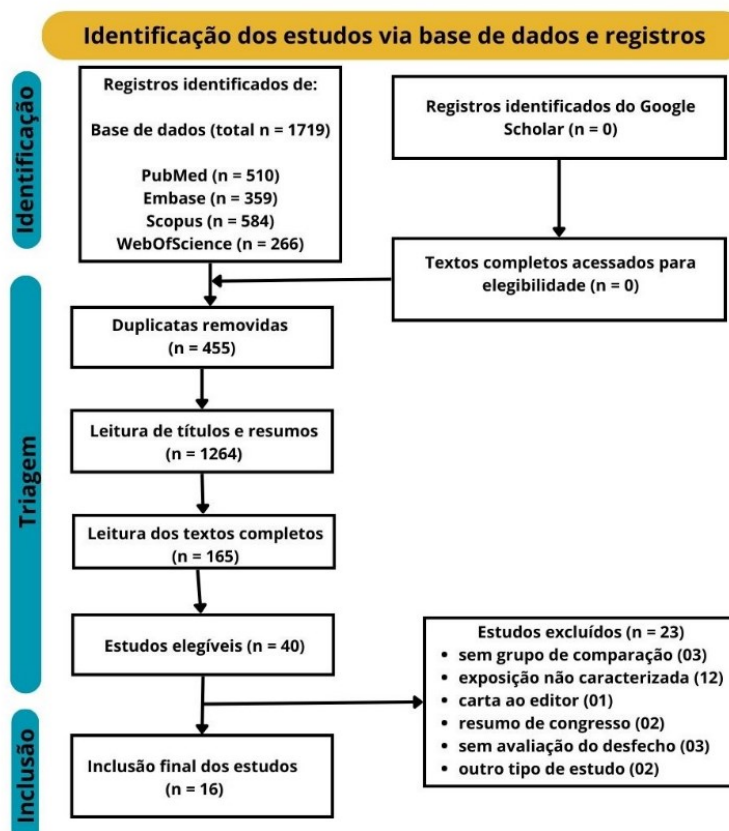 Identificação dos estudos via base de dados e registros
Identificação
Registros identificados de:
Base de dados (total n = 1719)
PubMed (n = 510)
Embase (n = 359)
Scopus (n = 584)
WebOfScience (n = 266)
Registros identificados do Google
Scholar (n = 0)
Textos completos acessados para
elegibilidade (n = 0)
Triagem
Duplicatas removidas
(n = 455)
Leitura de títulos e resumos
(n = 1264)
Leitura dos textos completos
(n = 165)
Estudos elegíveis (n = 40)
Estudos excluídos (n = 23)
• sem grupo de comparação (03)
• exposição não caracterizada (12)
• carta ao editor (01)
• resumo de congresso (02)
• sem avaliação do desfecho (03)
• outro tipo de estudo (02)
Inclusão
Inclusão final dos estudos
(n = 16)